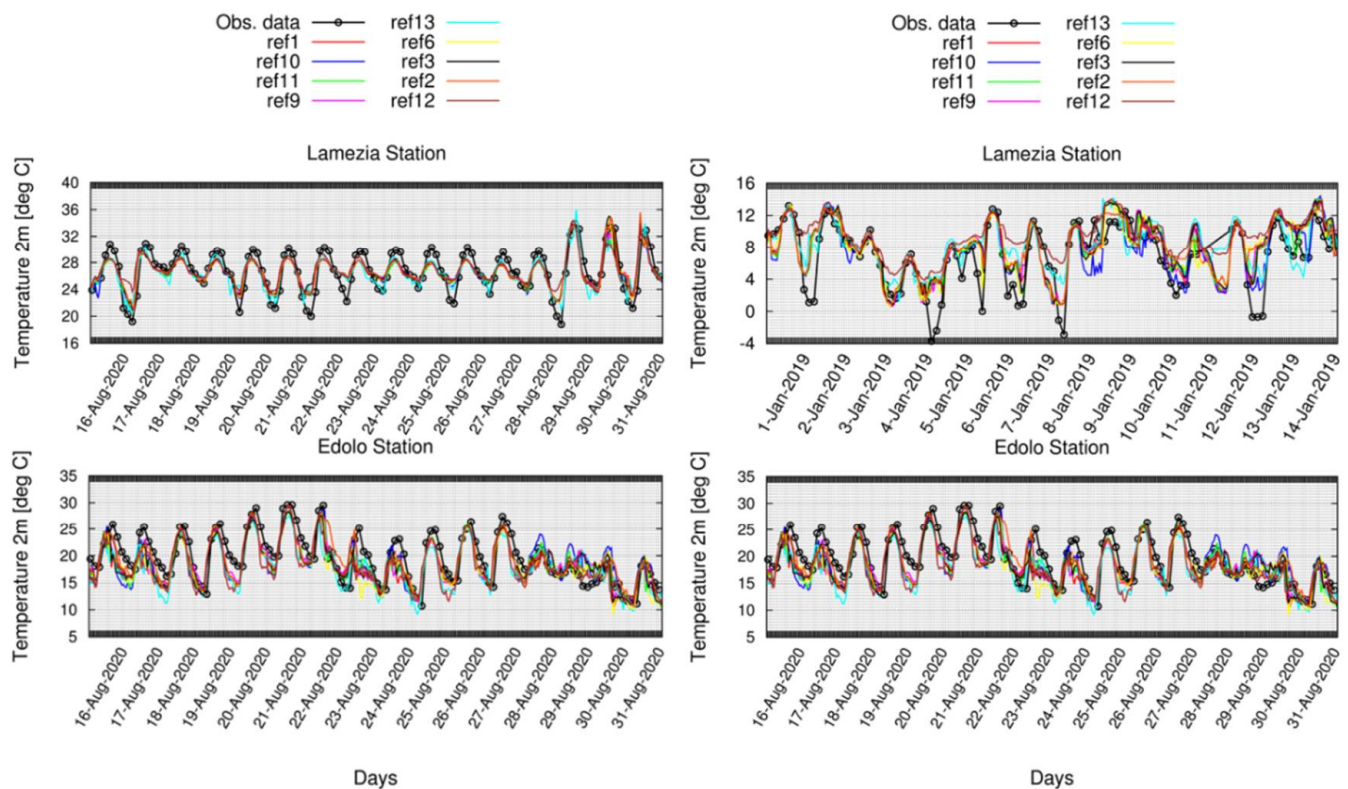 Obs. data ref13
ref1 ref6
ref10 ref3
ref11 ref2
ref9 ref12
Obs. data ref13
ref1 ref6
ref10 ref3
ref11 ref2
ref9 ref12
Lamezia Station
Temperature 2m [deg C]
40
36
32
28
24
20
16
16-Aug-2020
17-Aug-2020
18-Aug-2020
19-Aug-2020
20-Aug-2020
21-Aug-2020
22-Aug-2020
23-Aug-2020
24-Aug-2020
25-Aug-2020
26-Aug-2020
27-Aug-2020
28-Aug-2020
29-Aug-2020
30-Aug-2020
31-Aug-2020
Lamezia Station
Temperature 2m [deg C]
16
12
8
4
0
-4
1-Jan-2019
2-Jan-2019
3-Jan-2019
4-Jan-2019
5-Jan-2019
6-Jan-2019
7-Jan-2019
8-Jan-2019
9-Jan-2019
10-Jan-2019
11-Jan-2019
12-Jan-2019
13-Jan-2019
14-Jan-2019
Edolo Station
Temperature 2m [deg C]
35
30
25
20
15
10
5
16-Aug-2020
17-Aug-2020
18-Aug-2020
19-Aug-2020
20-Aug-2020
21-Aug-2020
22-Aug-2020
23-Aug-2020
24-Aug-2020
25-Aug-2020
26-Aug-2020
27-Aug-2020
28-Aug-2020
29-Aug-2020
30-Aug-2020
31-Aug-2020
Days
Edolo Station
Temperature 2m [deg C]
35
30
25
20
15
10
5
16-Aug-2020
17-Aug-2020
18-Aug-2020
19-Aug-2020
20-Aug-2020
21-Aug-2020
22-Aug-2020
23-Aug-2020
24-Aug-2020
25-Aug-2020
26-Aug-2020
27-Aug-2020
28-Aug-2020
29-Aug-2020
30-Aug-2020
31-Aug-2020
Days